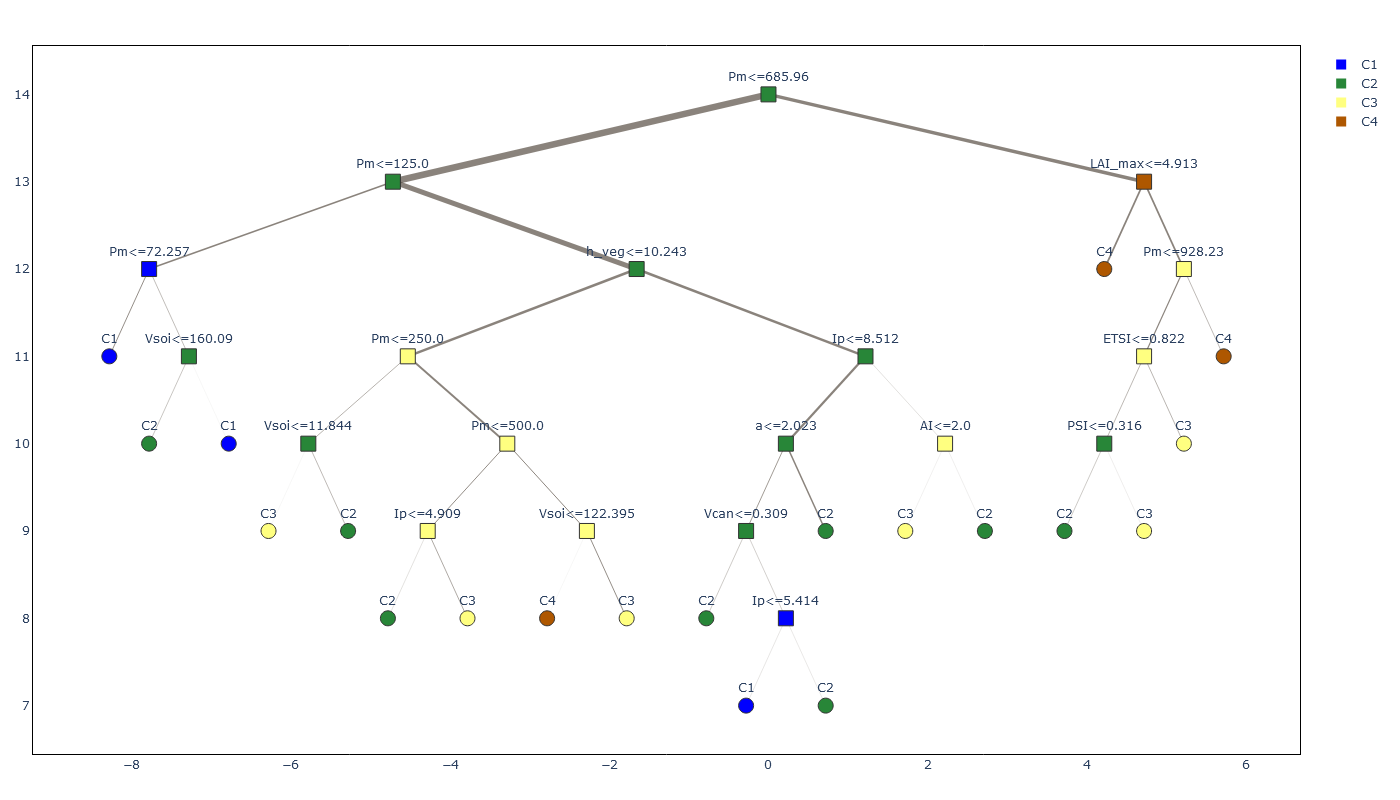 Pm<=685.96
C1
C2
C3
C4
14
Pm<=125.0
LAI_max<=4.913
13
Pm<=72.257
h_veg<=10.243
C4
Pm<=928.23
12
C1
Vsoi<=160.09
Pm<=250.0
Ip<=8.512
ETSI<=0.822
C4
11
C2
C1
Vsoi<=11.844
Pm<=500.0
a<=2.023
AI<=2.0
PSI<=0.316
C3
10
C3
C2
Ip<=4.909
Vsoi<=122.395
Vcan<=0.309
C2
C3
C2
C2
C3
9
C2
C3
C4
C3
C2
Ip<=5.414
8
C1
C2
7
−8
−6
−4
−2
0
2
4
6